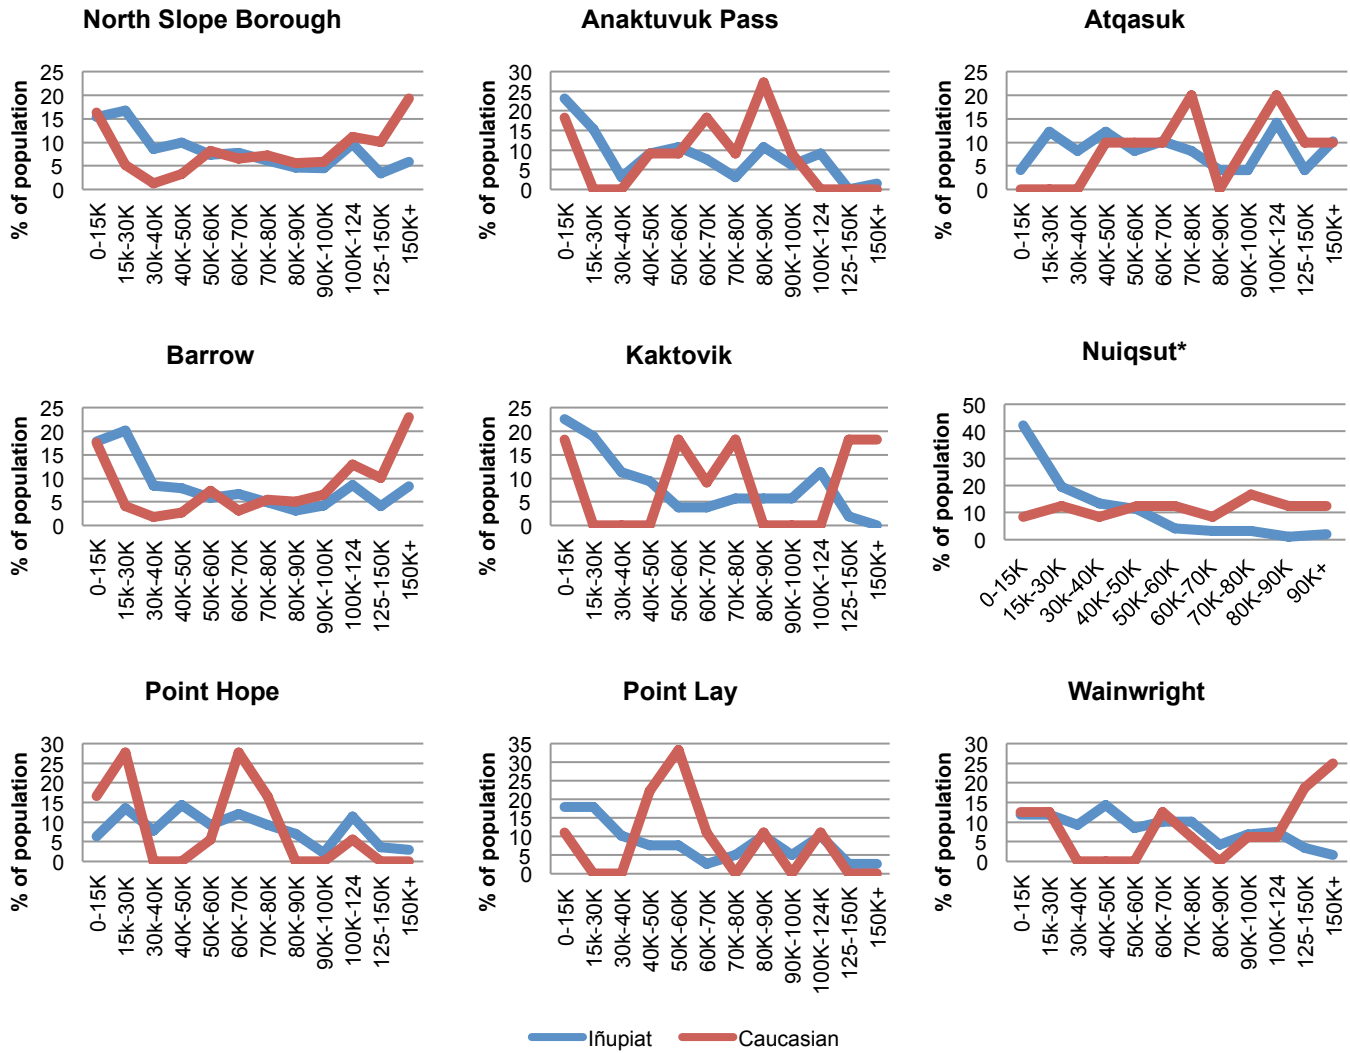 North Slope Borough
% of population
25
20
15
10
5
0
0-15K
15k-30K
30k-40K
40K-50K
50K-60K
60K-70K
70K-80K
80K-90K
90K-100K
100K-124
125-150K
150K+
Anaktuvuk Pass
% of population
30
25
20
15
10
5
0
0-15K
15k-30K
30k-40K
40K-50K
50K-60K
60K-70K
70K-80K
80K-90K
90K-100K
100K-124
125-150K
150K+
Atqasuk
% of population
25
20
15
10
5
0
0-15K
15k-30K
30k-40K
40K-50K
50K-60K
60K-70K
70K-80K
80K-90K
90K-100K
100K-124
125-150K
150K+
Barrow
% of population
25
20
15
10
5
0
0-15K
15k-30K
30k-40K
40K-50K
50K-60K
60K-70K
70K-80K
80K-90K
90K-100K
100K-124
125-150K
150K+
Kaktovik
% of population
25
20
15
10
5
0
0-15K
15k-30K
30k-40K
40K-50K
50K-60K
60K-70K
70K-80K
80K-90K
90K-100K
100K-124
125-150K
150K+
Nuiqsut*
% of population
50
40
30
20
10
0
0-15K
15k-30K
30k-40K
40K-50K
50K-60K
60K-70K
70K-80K
80K-90K
90K+
Point Hope
% of population
30
25
20
15
10
5
0
0-15K
15k-30K
30k-40K
40K-50K
50K-60K
60K-70K
70K-80K
80K-90K
90K-100K
100K-124
125-150K
150K+
Point Lay
% of population
35
30
25
20
15
10
5
0
0-15K
15k-30K
30k-40K
40K-50K
50K-60K
60K-70K
70K-80K
80K-90K
90K-100K
100K-124K
125-150K
150K+
Wainwright
% of population
30
25
20
15
10
5
0
0-15K
15k-30K
30k-40K
40K-50K
50K-60K
60K-70K
70K-80K
80K-90K
90K-100K
100K-124
125-150K
150K+
Iñupiat
Caucasian